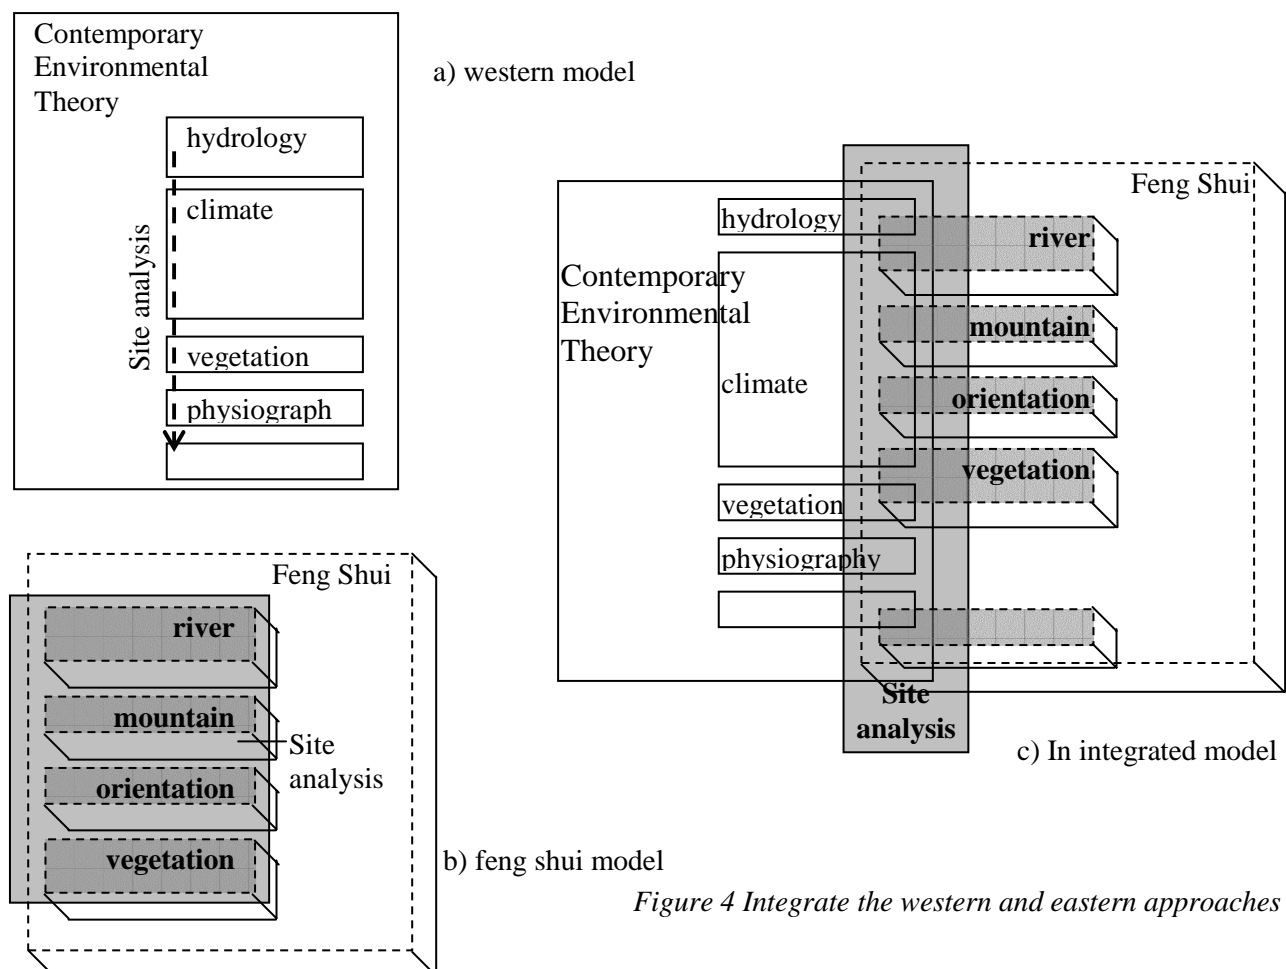 Contemporary
Environmental
Theory
hydrology
climate
vegetation
physiograph
Site analysis
a) western model
Feng Shui
river
mountain
orientation
vegetation
Site
analysis
b) feng shui model
Contemporary
Environmental
Theory
hydrology
climate
vegetation
physiography
Feng Shui
river
mountain
orientation
vegetation
Site
analysis
c) In integrated model
Figure 4 Integrate the western and eastern approaches